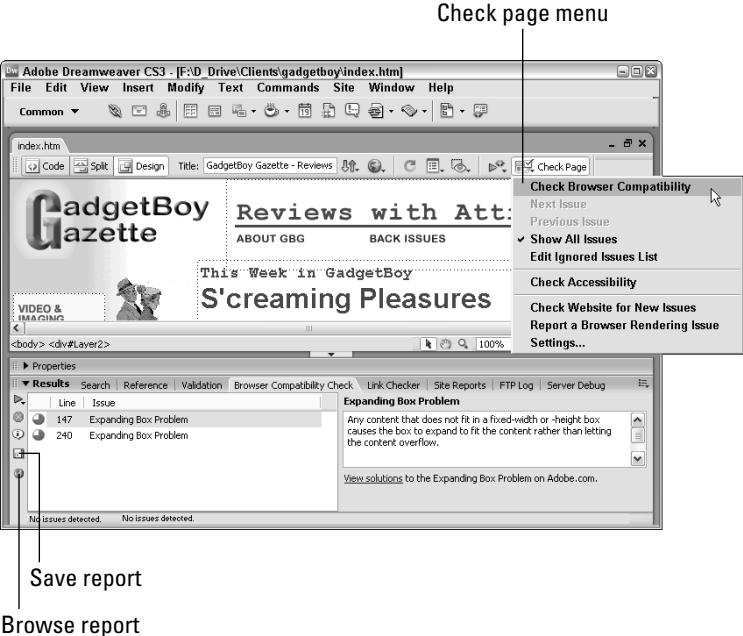 Check page menu
Adobe Dreamweaver CS3 - [F:\D_Drive\Clients\gadgetboy\index.htm]
File Edit View Insert Modify Text Commands Site Window Help
Common
index.htm
Code Split Design Title: GadgetBoy Gazette - Reviews Check Page
Check Browser Compatibility
Next Issue
Previous Issue
Show All Issues
Edit Ignored Issues List
Check Accessibility
Check Website for New Issues
Report a Browser Rendering Issue
Settings...
GadgetBoy
Gazette
Reviews with Att
ABOUT GBG BACK ISSUES
This Week in GadgetBoy
S'creaming Pleasures
VIDEO &
IMAGING
<body> <div#Layer2> 100%
Properties
Results Search Reference Validation Browser Compatibility Check Link Checker Site Reports FTP Log Server Debug
Line Issue
147 Expanding Box Problem
240 Expanding Box Problem
Expanding Box Problem
Any content that does not fit in a fixed-width or -height box
causes the box to expand to fit the content rather than letting
the content overflow.
View solutions to the Expanding Box Problem on Adobe.com.
No issues detected. No issues detected.
Save report
Browse report